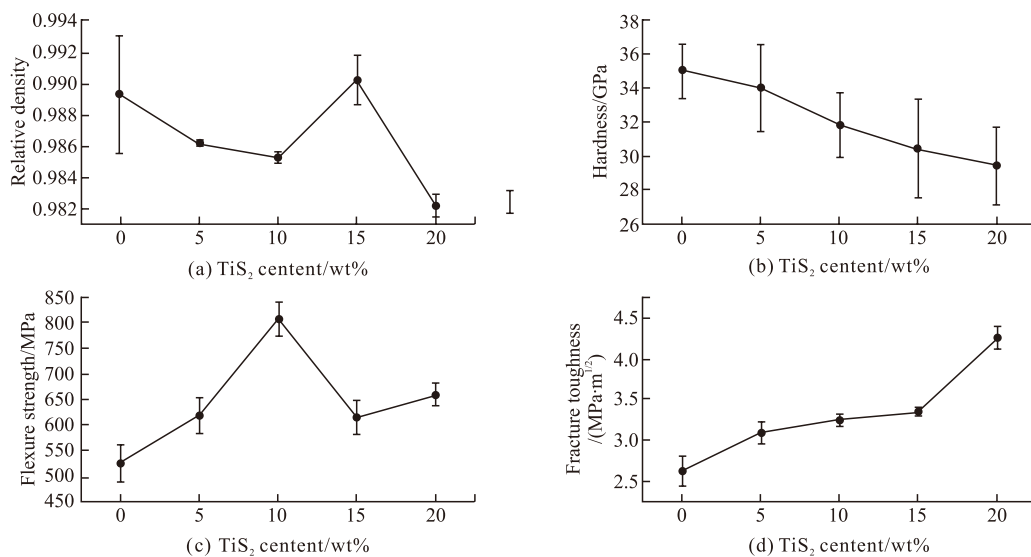 0.994
0.992
0.990
0.988
0.986
0.984
0.982
Relative density
0 5 10 15 20
(a) TiS₂ centent/wt%
38
36
34
32
30
28
26
Hardness/GPa
0 5 10 15 20
(b) TiS₂ centent/wt%
850
800
750
700
650
600
550
500
450
Flexure strength/MPa
0 5 10 15 20
(c) TiS₂ centent/wt%
4.5
4.0
3.5
3.0
2.5
Fracture toughness
/(MPa·m¹/²)
0 5 10 15 20
(d) TiS₂ centent/wt%